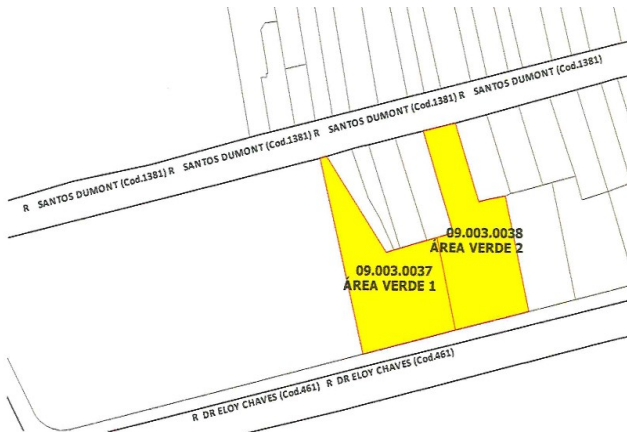 R SANTOS DUMONT (Cod.1381) R SANTOS DUMONT (Cod.1381) R SANTOS DUMONT (Cod.1381) R SANTOS DUMONT (Cod.1381)
09.003.0038
ÁREA VERDE 2
09.003.0037
ÁREA VERDE 1
R DR ELOY CHAVES (Cod.461) R DR ELOY CHAVES (Cod.461)